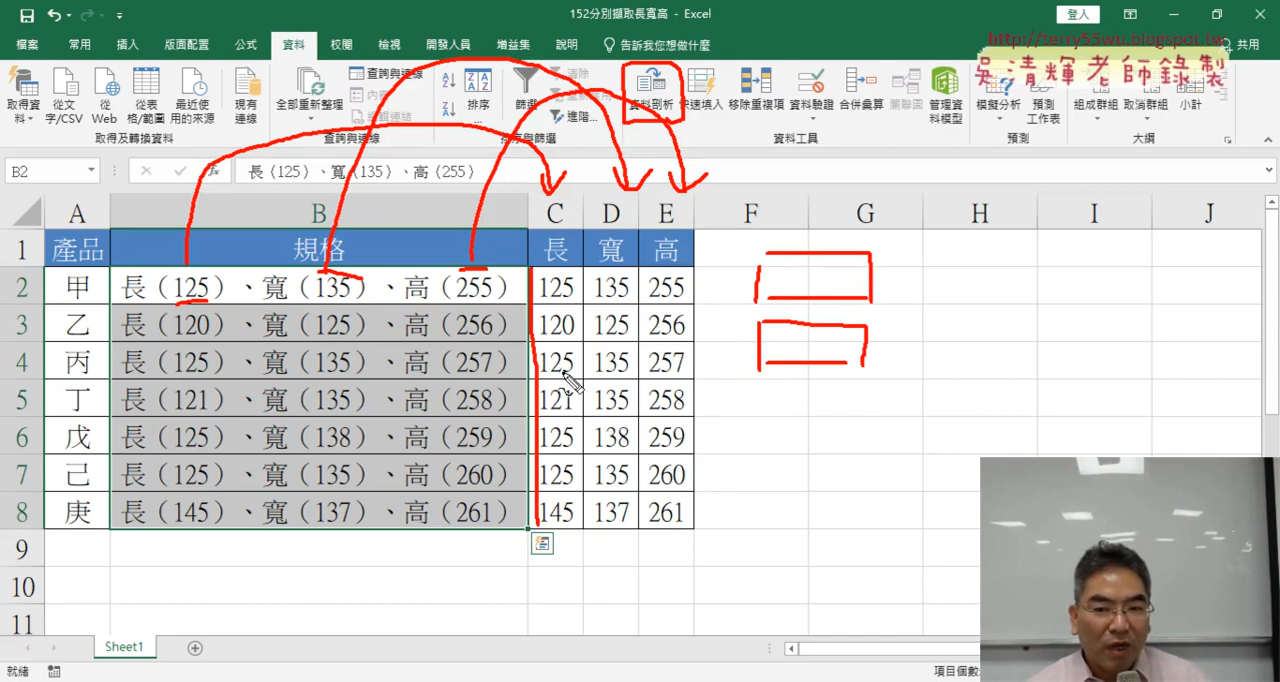 152分別擷取長寬高 - Excel
登入
檔案 常用 插入 版面配置 公式 資料 校閱 檢視 開發人員 增益集 說明 告訴我您想做什麼 共用
http://terry55wu.blogspot.tw
吳清輝老師錄製
取得資料 從文字/CSV 從Web 從表格/範圍 最近使用的來源 現有連線
取得及轉換資料
全部重新整理 查詢與連線
查詢與連線
排序 篩選 清除 進階...
排序與篩選
資料剖析 快速填入 移除重複項 資料驗證 合併彙算 關聯圖 管理資料模型
資料工具
模擬分析 預測工作表
預測
組成群組 取消群組 小計
大綱
B2 fx 長（125）、寬（135）、高（255）
A B C D E F G H I J
1 產品 規格 長 寬 高
2 甲 長（125）、寬（135）、高（255） 125 135 255
3 乙 長（120）、寬（125）、高（256） 120 125 256
4 丙 長（125）、寬（135）、高（257） 125 135 257
5 丁 長（121）、寬（135）、高（258） 121 135 258
6 戊 長（125）、寬（138）、高（259） 125 138 259
7 己 長（125）、寬（135）、高（260） 125 135 260
8 庚 長（145）、寬（137）、高（261） 145 137 261
9
10
11
Sheet1
就緒 項目個數